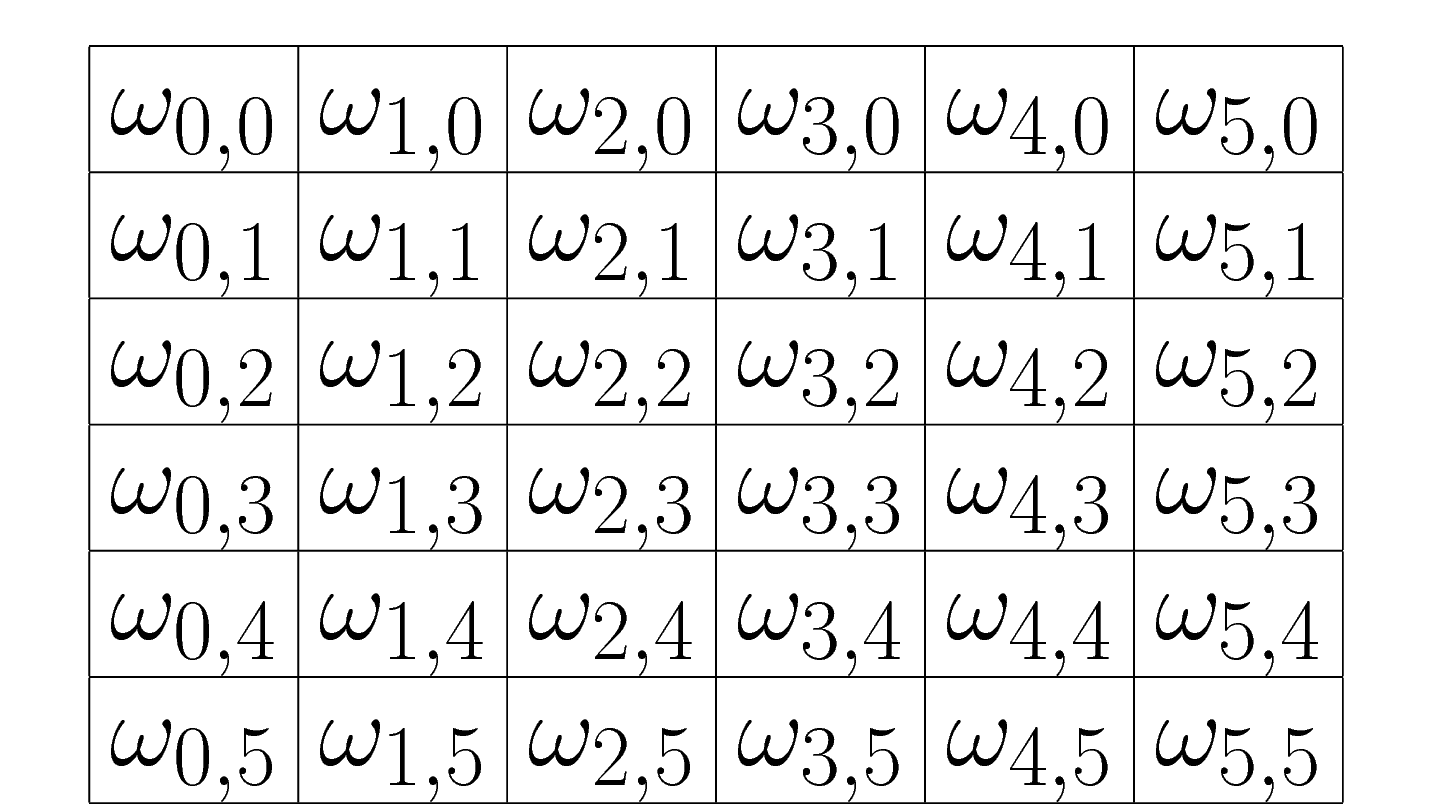 ω0,0 ω1,0 ω2,0 ω3,0 ω4,0 ω5,0
ω0,1 ω1,1 ω2,1 ω3,1 ω4,1 ω5,1
ω0,2 ω1,2 ω2,2 ω3,2 ω4,2 ω5,2
ω0,3 ω1,3 ω2,3 ω3,3 ω4,3 ω5,3
ω0,4 ω1,4 ω2,4 ω3,4 ω4,4 ω5,4
ω0,5 ω1,5 ω2,5 ω3,5 ω4,5 ω5,5